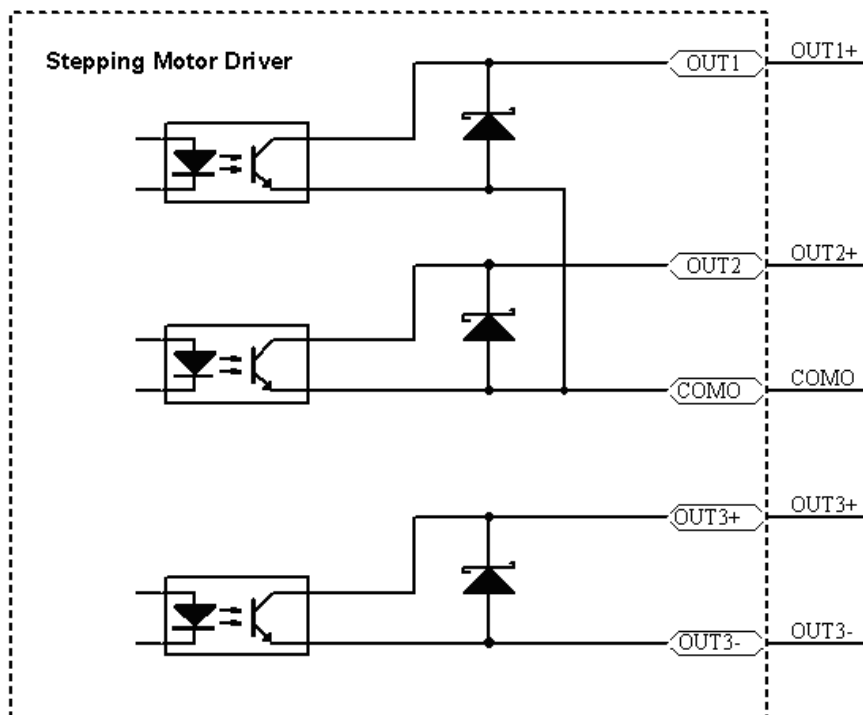 Stepping Motor Driver
OUT1 OUT1+
OUT2 OUT2+
COMO COMO
OUT3+ OUT3+
OUT3- OUT3-